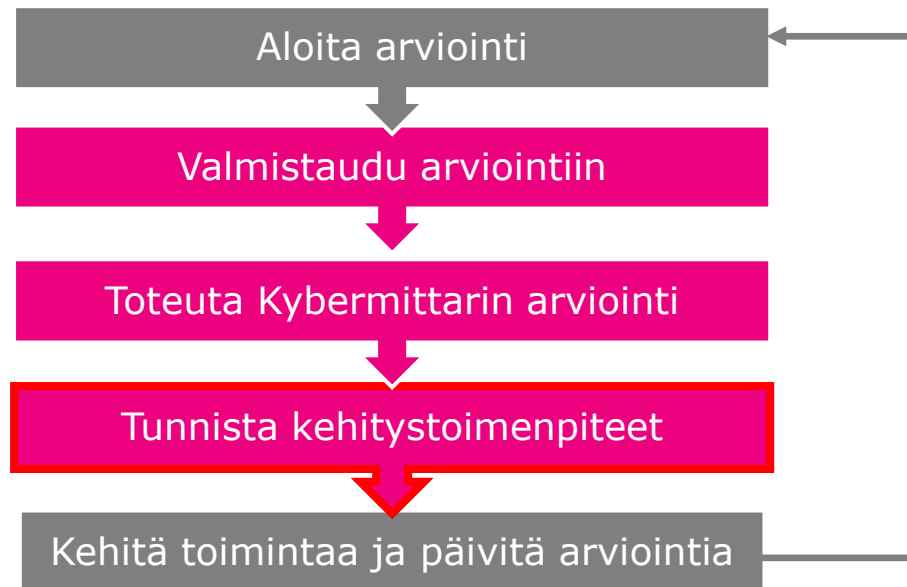 Aloita arviointi
Valmistaudu arviointiin
Toteuta Kybermittarin arviointi
Tunnista kehitystoimenpiteet
Kehitä toimintaa ja päivitä arviointia